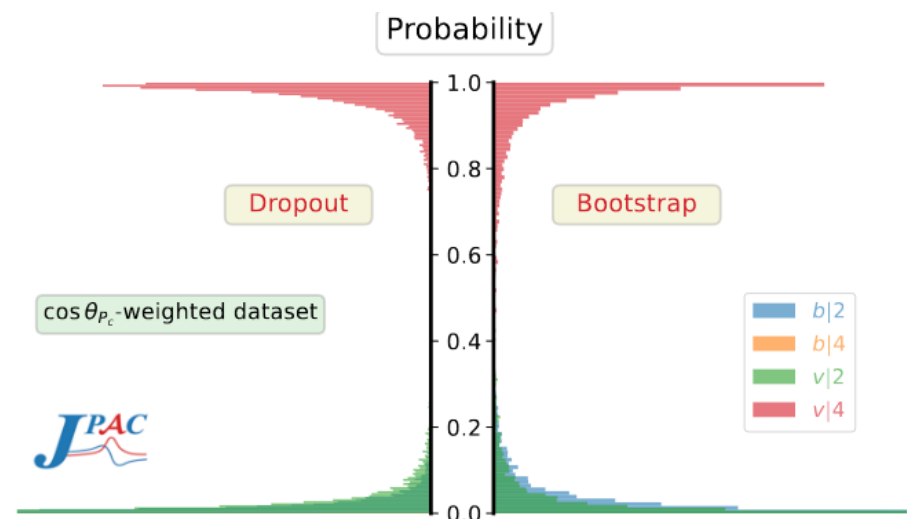 Probability
1.0
0.8
Dropout
Bootstrap
0.6
cos θ_{P_c}-weighted dataset
b|2
0.4
b|4
v|2
v|4
JPAC
0.2
0.0